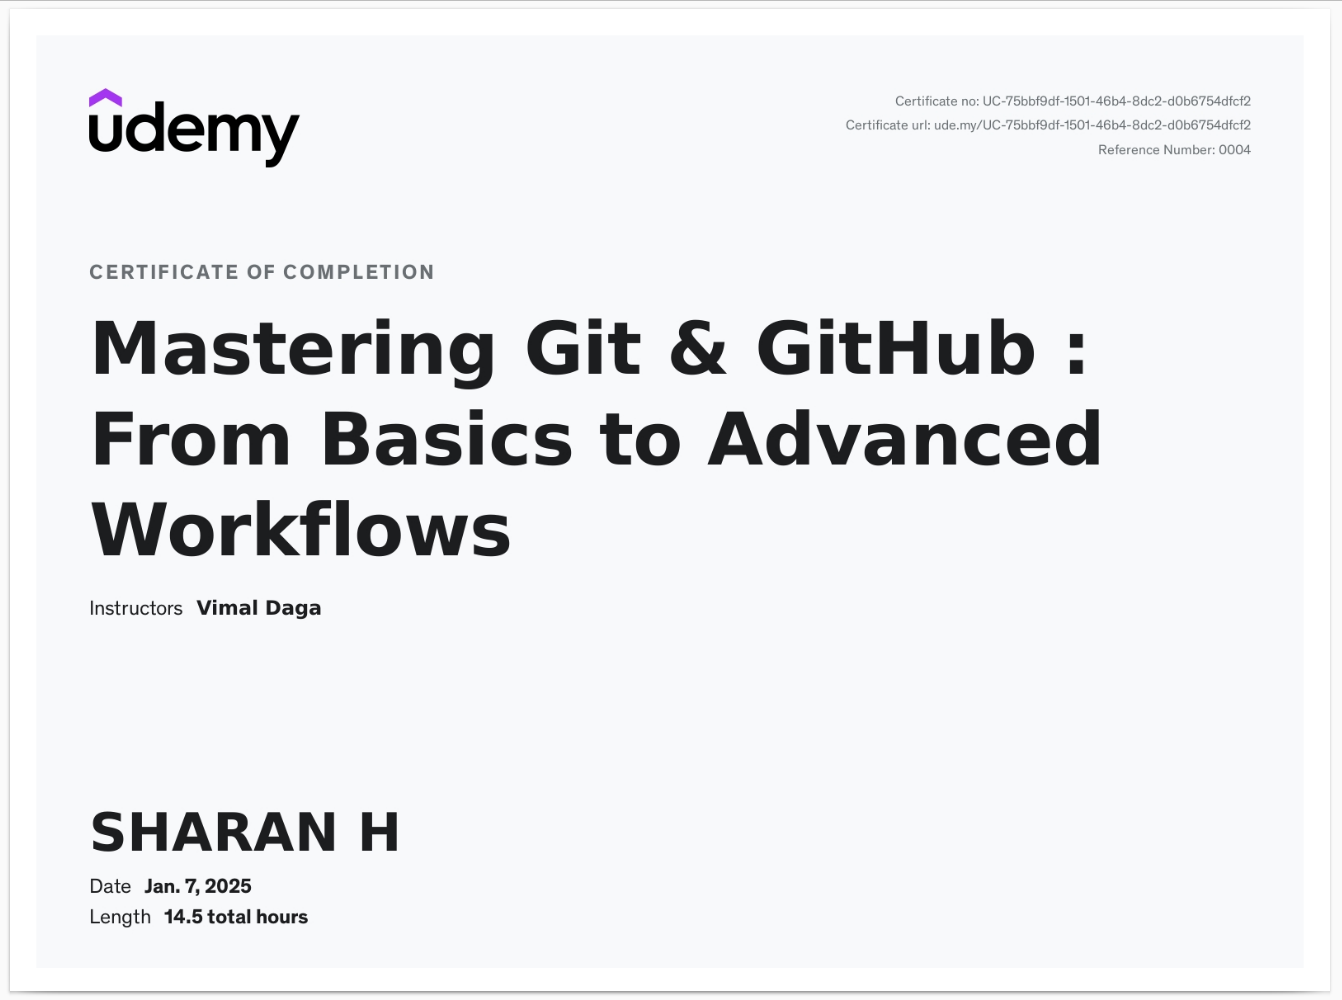 udemy
Certificate no: UC-75bbf9df-1501-46b4-8dc2-d0b6754dfcf2
Certificate url: ude.my/UC-75bbf9df-1501-46b4-8dc2-d0b6754dfcf2
Reference Number: 0004
CERTIFICATE OF COMPLETION
Mastering Git & GitHub :
From Basics to Advanced
Workflows
Instructors Vimal Daga
SHARAN H
Date Jan. 7, 2025
Length 14.5 total hours